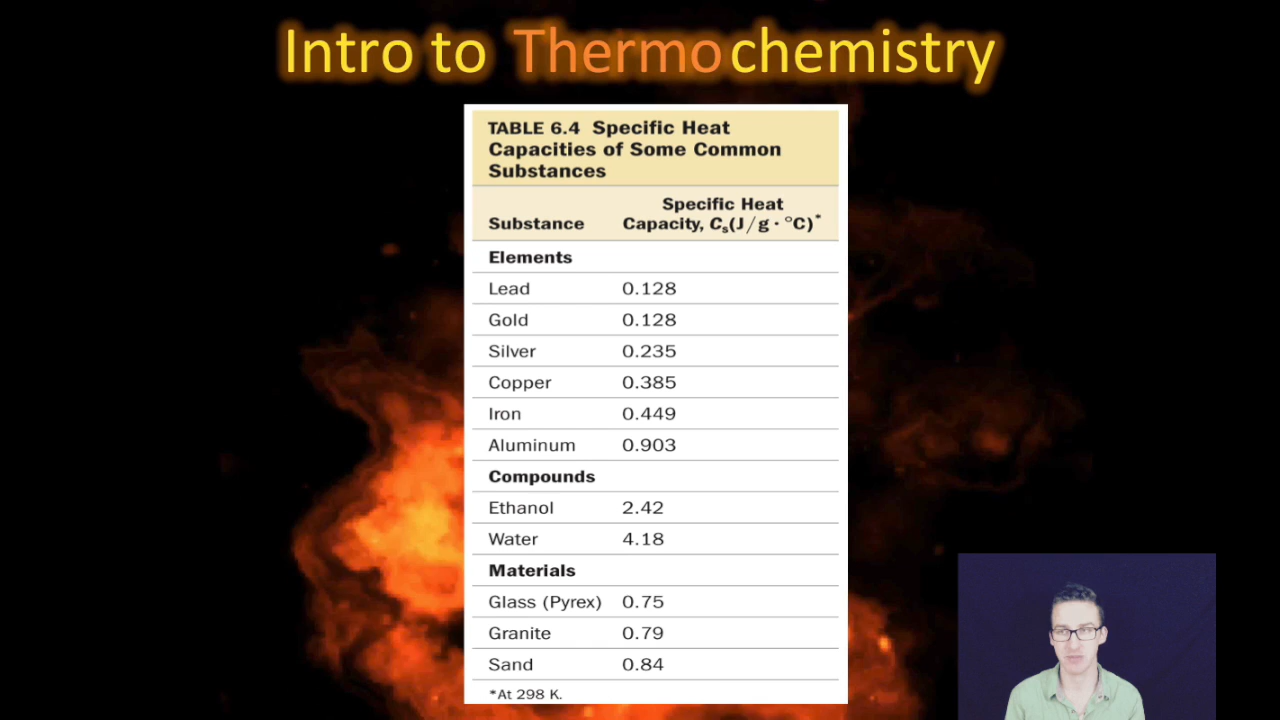 Intro to Thermochemistry
TABLE 6.4 Specific Heat
Capacities of Some Common
Substances
Specific Heat
Substance Capacity, Cs(J/g · °C)*
Elements
Lead 0.128
Gold 0.128
Silver 0.235
Copper 0.385
Iron 0.449
Aluminum 0.903
Compounds
Ethanol 2.42
Water 4.18
Materials
Glass (Pyrex) 0.75
Granite 0.79
Sand 0.84
*At 298 K.